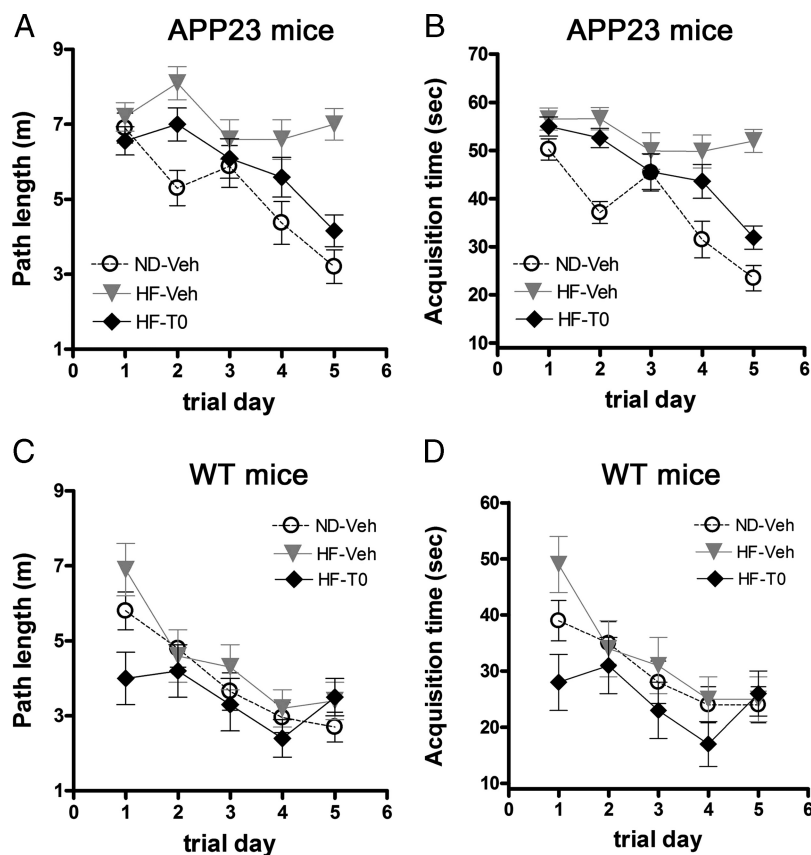 A
APP23 mice
Path length (m)
9
7
5
3
1
ND-Veh
HF-Veh
HF-T0
0 1 2 3 4 5 6
trial day
B
APP23 mice
Acquisition time (sec)
70
60
50
40
30
20
10
ND-Veh
HF-Veh
HF-T0
0 1 2 3 4 5 6
trial day
C
WT mice
Path length (m)
9
7
5
3
1
ND-Veh
HF-Veh
HF-T0
0 1 2 3 4 5 6
trial day
D
WT mice
Acquisition time (sec)
60
50
40
30
20
10
ND-Veh
HF-Veh
HF-T0
0 1 2 3 4 5 6
trial day